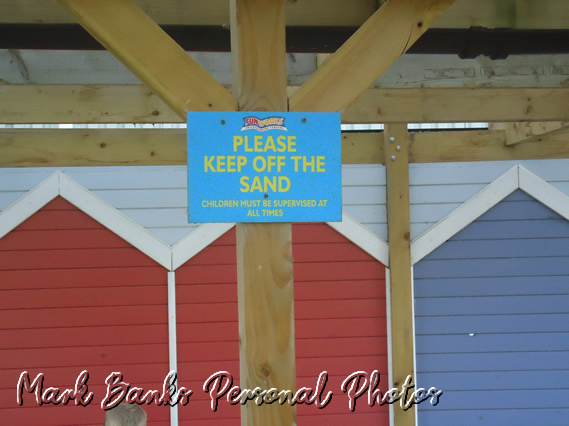 PLEASE
KEEP OFF THE
SAND
CHILDREN MUST BE SUPERVISED AT
ALL TIMES
Mark Banks Personal Photos